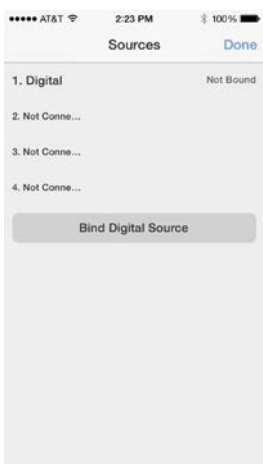 ●●●●● AT&T 2:23 PM 100%
Sources Done
1. Digital Not Bound
2. Not Conne...
3. Not Conne...
4. Not Conne...
Bind Digital Source